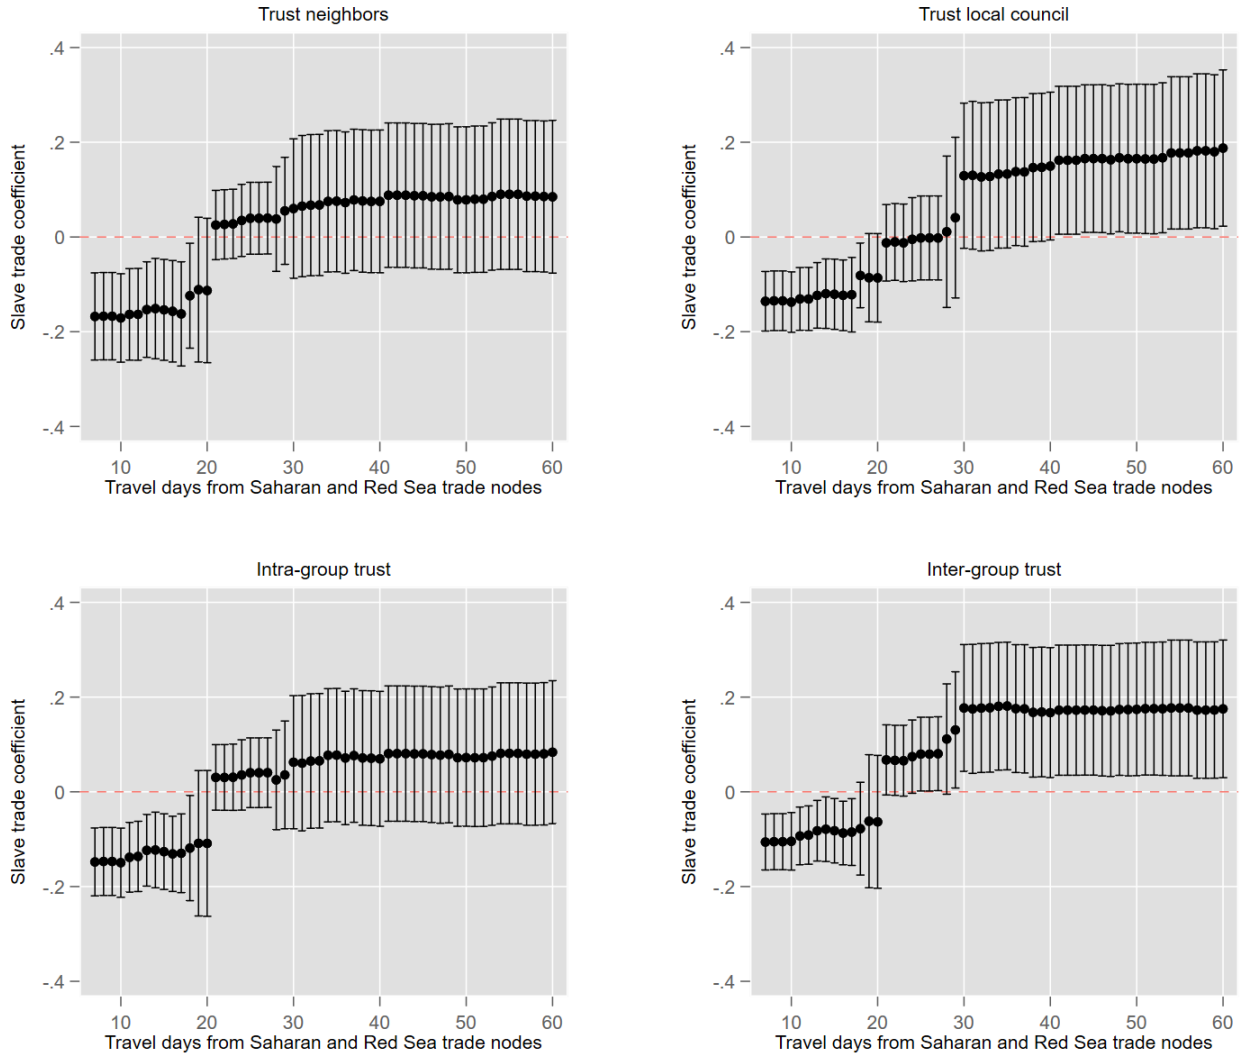 Trust neighbors
.4
.2
0
-.2
-.4
Slave trade coefficient
10 20 30 40 50 60
Travel days from Saharan and Red Sea trade nodes
Trust local council
.4
.2
0
-.2
-.4
Slave trade coefficient
10 20 30 40 50 60
Travel days from Saharan and Red Sea trade nodes
Intra-group trust
.4
.2
0
-.2
-.4
Slave trade coefficient
10 20 30 40 50 60
Travel days from Saharan and Red Sea trade nodes
Inter-group trust
.4
.2
0
-.2
-.4
Slave trade coefficient
10 20 30 40 50 60
Travel days from Saharan and Red Sea trade nodes